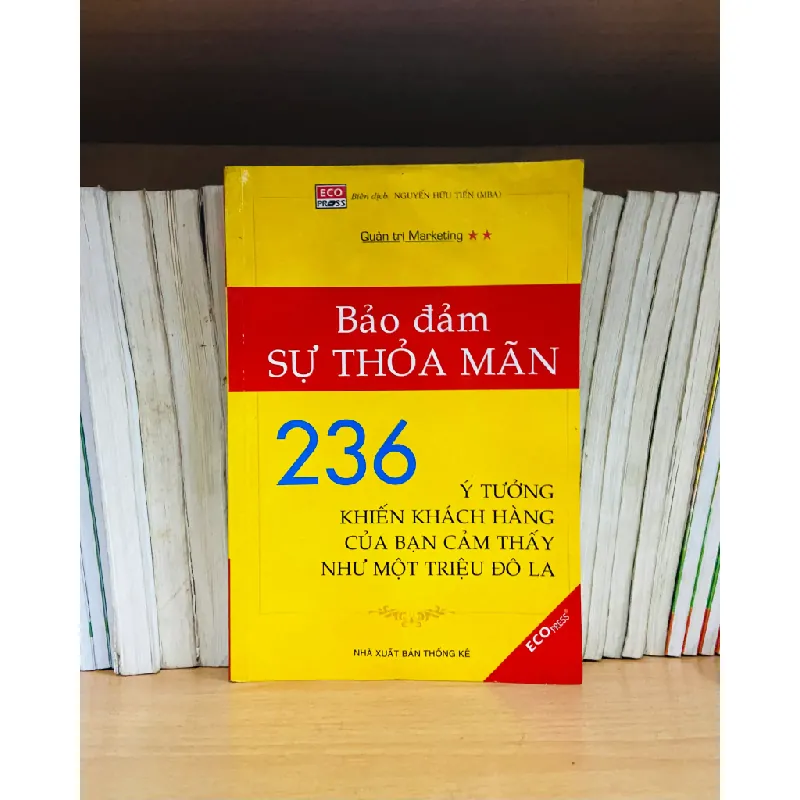 ECO
PRESS
Biên dịch: NGUYỄN HỮU TIẾN (MBA)
Quản trị Marketing ★★
Bảo đảm
SỰ THỎA MÃN
236
Ý TƯỞNG
KHIẾN KHÁCH HÀNG
CỦA BẠN CẢM THẤY
NHƯ MỘT TRIỆU ĐÔ LA
ECOPRESS
NHÀ XUẤT BẢN THỐNG KÊ